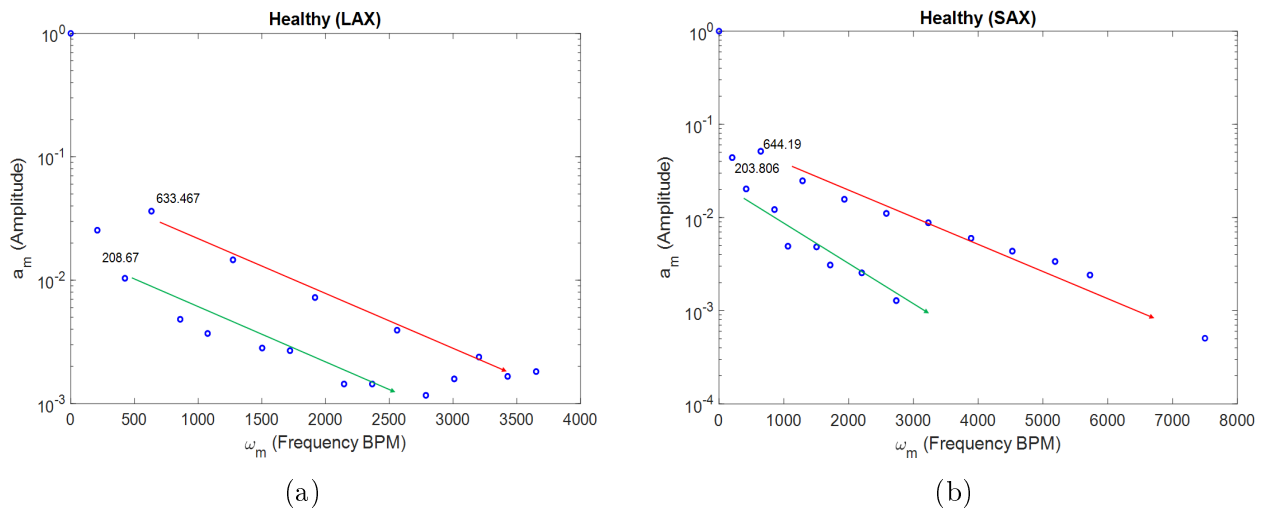 Healthy (LAX)
10^0
10^-1
10^-2
10^-3
a_m (Amplitude)
633.467
208.67
0 500 1000 1500 2000 2500 3000 3500 4000
ω_m (Frequency BPM)
(a)
Healthy (SAX)
10^0
10^-1
10^-2
10^-3
10^-4
a_m (Amplitude)
644.19
203.806
0 1000 2000 3000 4000 5000 6000 7000 8000
ω_m (Frequency BPM)
(b)